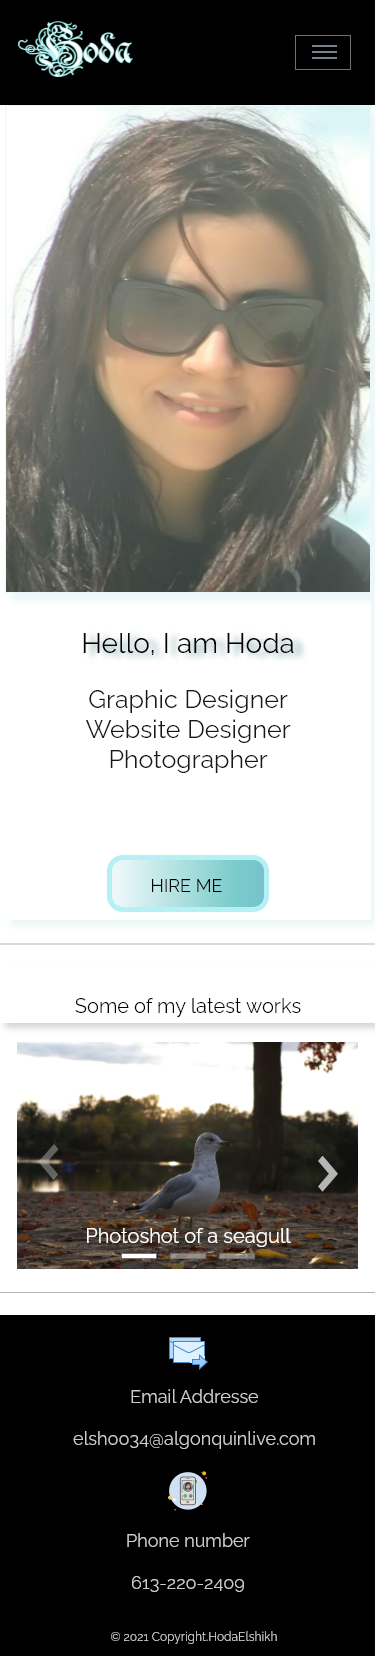 Hoda
Hello, I am Hoda
Graphic Designer
Website Designer
Photographer
HIRE ME
Some of my latest works
Photoshot of a seagull
Email Addresse
elsh0034@algonquinlive.com
Phone number
613-220-2409
© 2021 Copyright.HodaElshikh